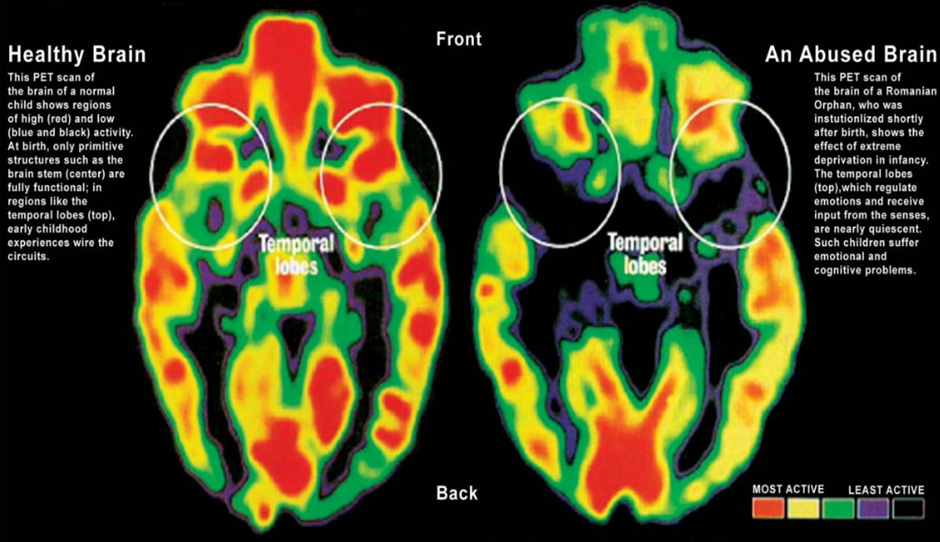 Front
Healthy Brain
This PET scan of
the brain of a normal
child shows regions
of high (red) and low
(blue and black) activity.
At birth, only primitive
structures such as the
brain stem (center) are
fully functional; in
regions like the
temporal lobes (top),
early childhood
experiences wire the
circuits.
An Abused Brain
This PET scan of
the brain of a Romanian
Orphan, who was
instutionlized shortly
after birth, shows the
effect of extreme
deprivation in infancy.
The temporal lobes
(top),which regulate
emotions and receive
input from the senses,
are nearly quiescent.
Such children suffer
emotional and
cognitive problems.
Temporal
lobes
Temporal
lobes
Back
MOST ACTIVE LEAST ACTIVE